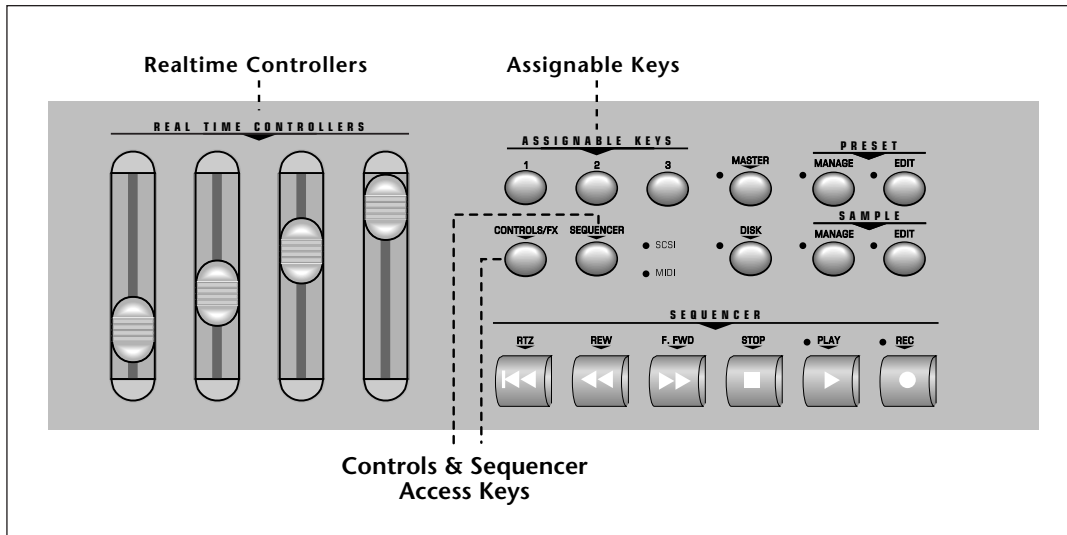 Realtime Controllers
Assignable Keys
REAL TIME CONTROLLERS
ASSIGNABLE KEYS
PRESET
1 2 3
MASTER
MANAGE
EDIT
SAMPLE
CONTROLS/FX
SEQUENCER
SCSI
MIDI
DISK
MANAGE
EDIT
SEQUENCER
RTZ
REW
F. FWD
STOP
PLAY
REC
Controls & Sequencer
Access Keys